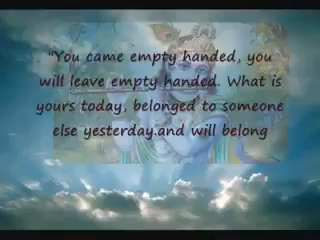 "You came empty handed, you
will leave empty handed. What is
yours today, belonged to someone
else yesterday.and will belong